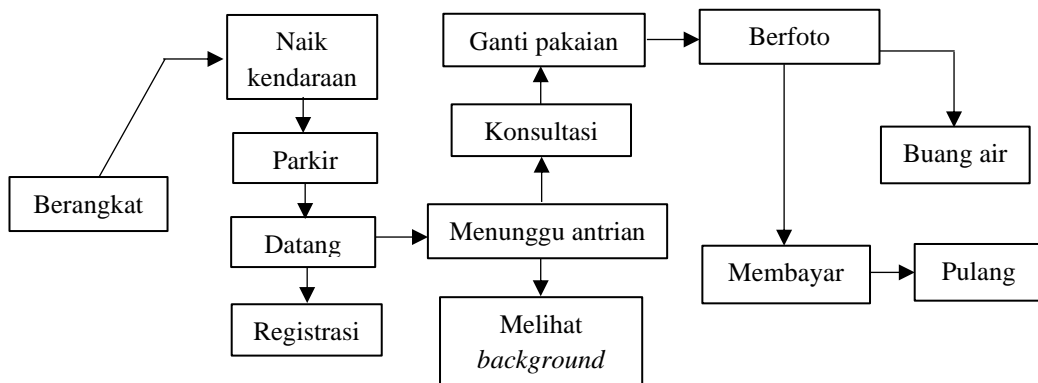 Berangkat
Naik
kendaraan
Parkir
Datang
Registrasi
Menunggu antrian
Melihat
background
Konsultasi
Ganti pakaian
Berfoto
Buang air
Membayar
Pulang